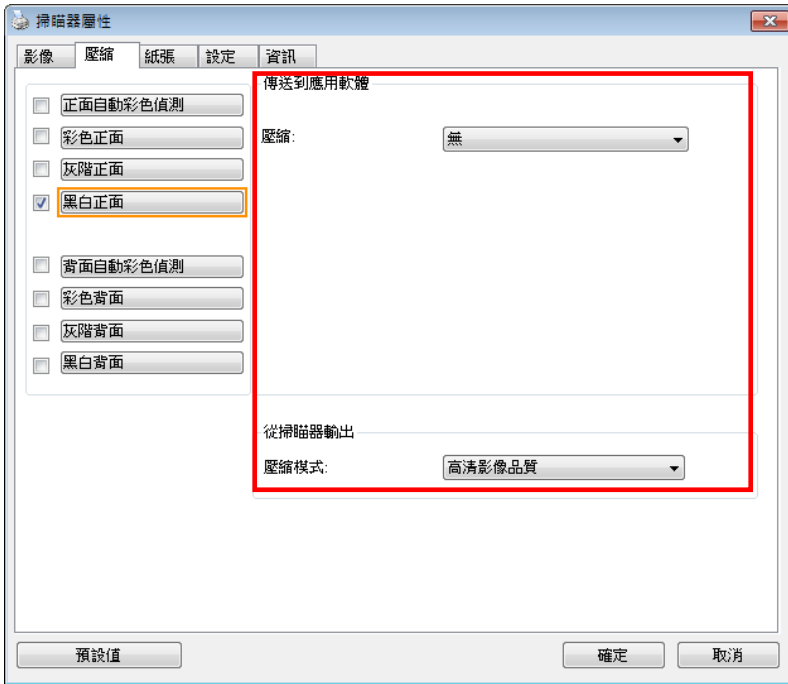 掃瞄器屬性
影像 壓縮 紙張 設定 資訊
正面自動彩色偵測
彩色正面
灰階正面
黑白正面
背面自動彩色偵測
彩色背面
灰階背面
黑白背面
傳送到應用軟體
壓縮: 無
從掃瞄器輸出
壓縮模式: 高清影像品質
預設值 確定 取消